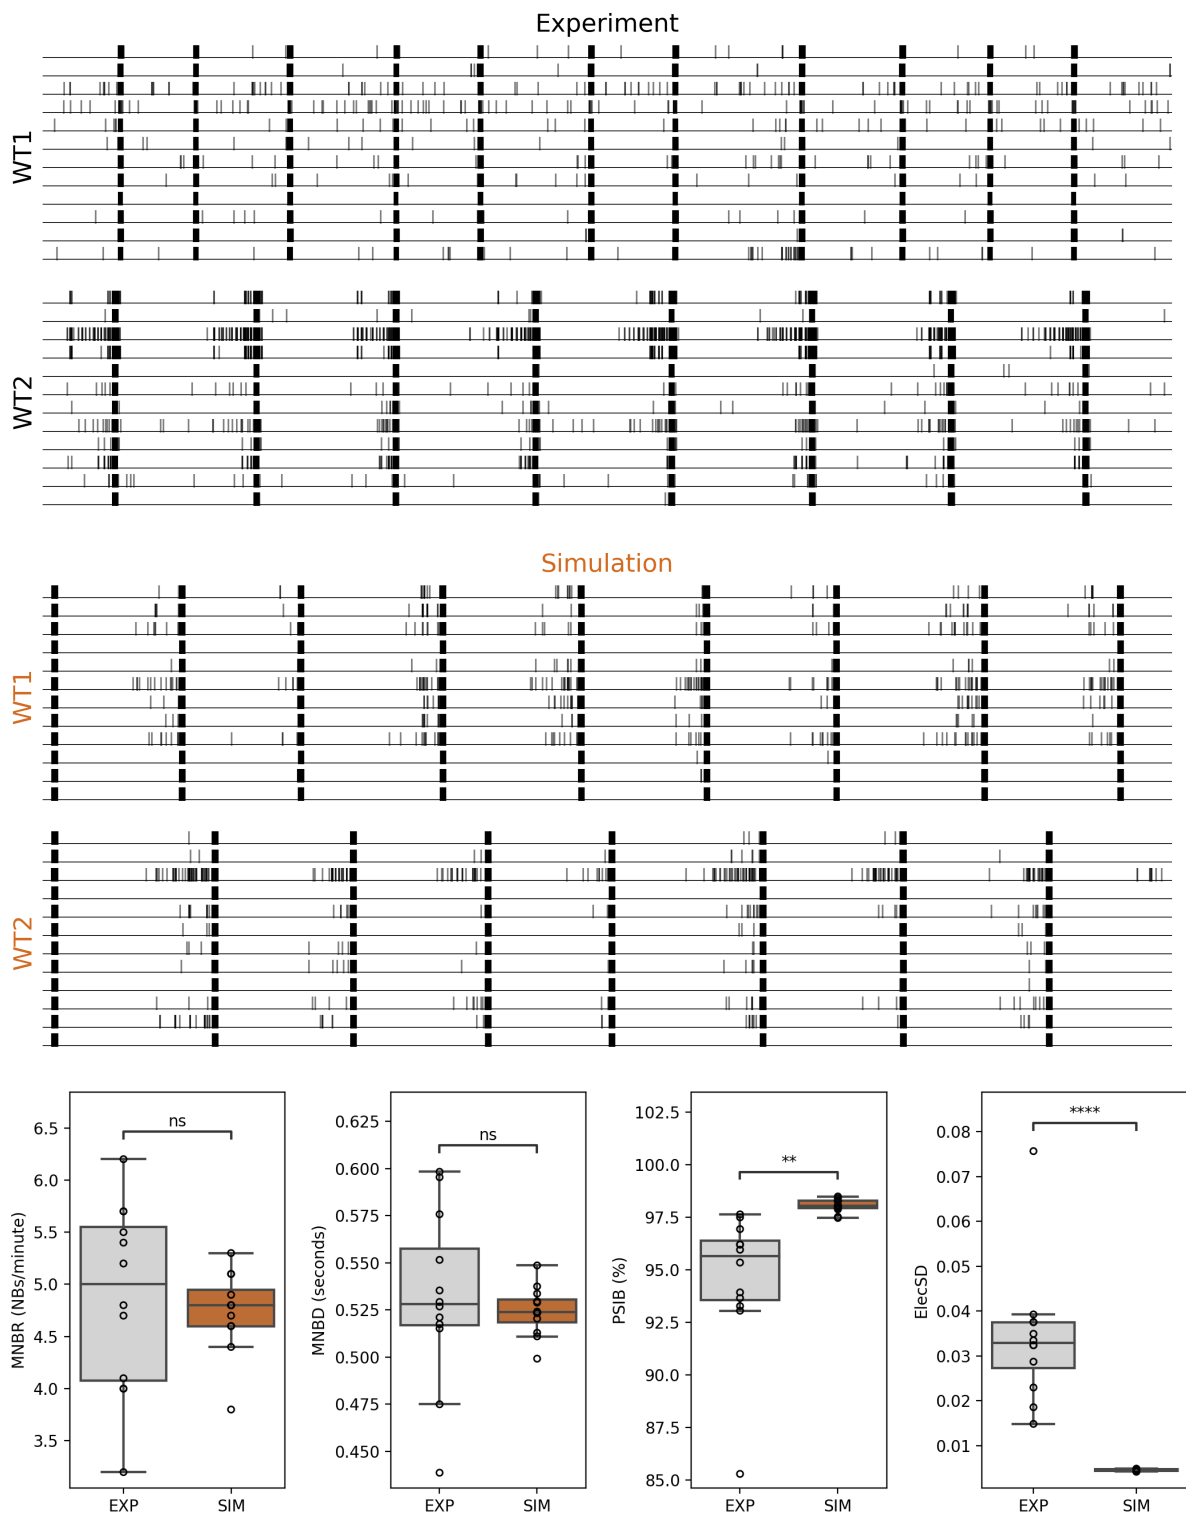 Experiment
WT1
WT2
Simulation
WT1
WT2
MNBR (NBs/minute)
6.5
6.0
5.5
5.0
4.5
4.0
3.5
ns
EXP SIM
MNBD (seconds)
0.625
0.600
0.575
0.550
0.525
0.500
0.475
0.450
ns
EXP SIM
PSIB (%)
102.5
100.0
97.5
95.0
92.5
90.0
87.5
85.0
**
EXP SIM
ElecSD
0.08
0.07
0.06
0.05
0.04
0.03
0.02
0.01
****
EXP SIM